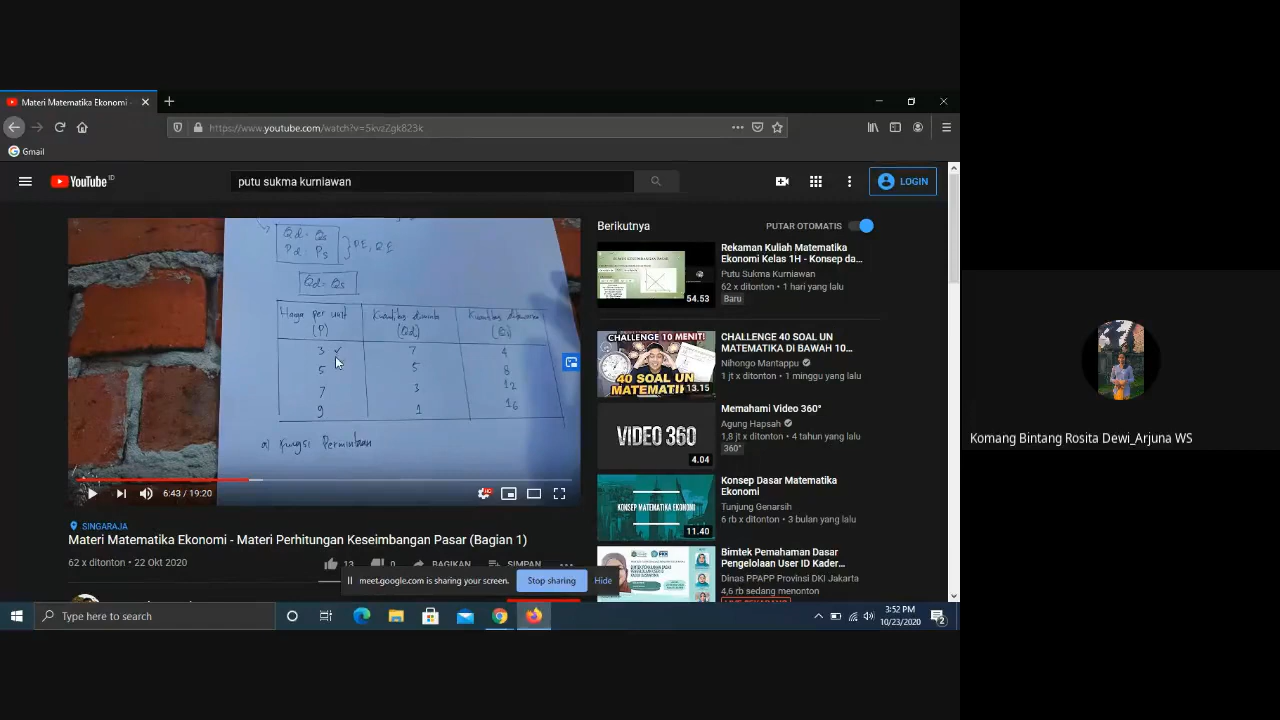 Materi Matematika Ekonomi -
https://www.youtube.com/watch?v=5kvzZgk823k
Gmail
YouTube ID
putu sukma kurniawan
LOGIN
Qd = Qs
Pd = Ps
PE, QE
Qd = Qs
Harga per unit (P)
Kuantitas diminta (Qd)
Kuantitas ditawarkan
3 ✓ 7 4
5 5 8
7 3 12
9 1 16
a) Fungsi Permintaan
6:43 / 19:20
SINGARAJA
Materi Matematika Ekonomi - Materi Perhitungan Keseimbangan Pasar (Bagian 1)
62 x ditonton • 22 Okt 2020
13
0
BAGIKAN
SIMPAN
Berikutnya
PUTAR OTOMATIS
Rekaman Kuliah Matematika
Ekonomi Kelas 1H - Konsep da...
Putu Sukma Kurniawan
62 x ditonton • 1 hari yang lalu
Baru
54.53
CHALLENGE 10 MENIT!
40 SOAL UN
MATEMATIK
13.15
CHALLENGE 40 SOAL UN
MATEMATIKA DI BAWAH 10...
Nihongo Mantappu
1 jt x ditonton • 1 minggu yang lalu
VIDEO 360°
4.04
Memahami Video 360°
Agung Hapsah
1,8 jt x ditonton • 4 tahun yang lalu
360°
KONSEP MATEMATIKA EKONOMI
11.40
Konsep Dasar Matematika
Ekonomi
Tunjung Genarsih
6 rb x ditonton • 3 bulan yang lalu
Bimtek Pemahaman Dasar
Pengelolaan User ID Kader...
Dinas PPAPP Provinsi DKI Jakarta
4,6 rb sedang menonton
meet.google.com is sharing your screen.
Stop sharing
Hide
Type here to search
3:52 PM
10/23/2020
2
Komang Bintang Rosita Dewi_Arjuna WS